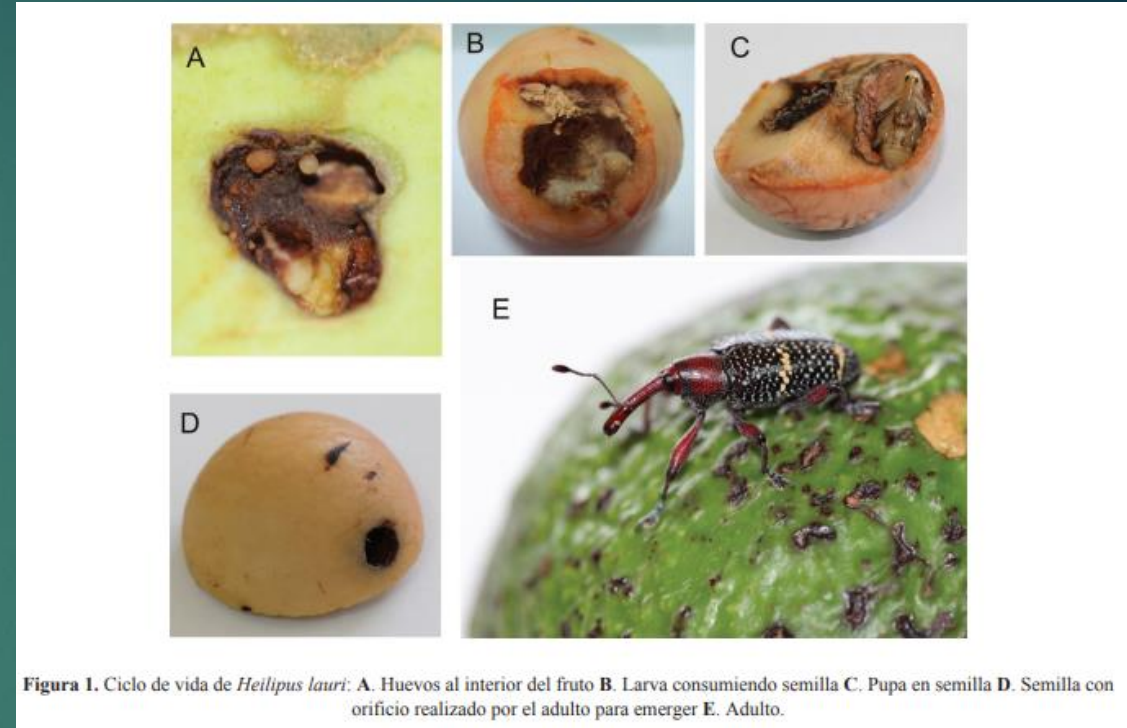 A
B
C
E
D
Figura 1. Ciclo de vida de Heilipus lauri: A. Huevos al interior del fruto B. Larva consumiendo semilla C. Pupa en semilla D. Semilla con
orificio realizado por el adulto para emerger E. Adulto.